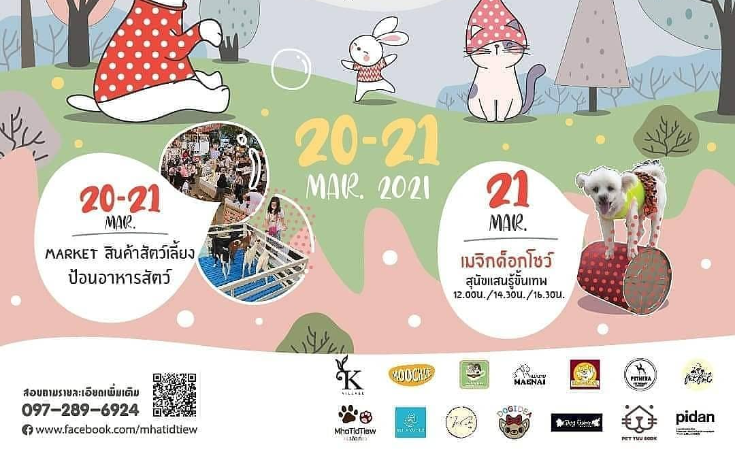 20-21
MAR. 2021
20-21
MAR.
MARKET สินค้าสัตว์เลี้ยง
ป้อนอาหารสัตว์
21
MAR.
เมจิกด็อกโชว์
สุนัขแสนรู้ขั้นเทพ
12.00น./14.30น./16.30น.
สอบถามรายละเอียดเพิ่มเติม
097-289-6924
www.facebook.com/mhatidtiew
K
VILLAGE
MAENAI
PETHERA
MhaTidTiew
DOGIDEA
PET YUU BOOK
pidan